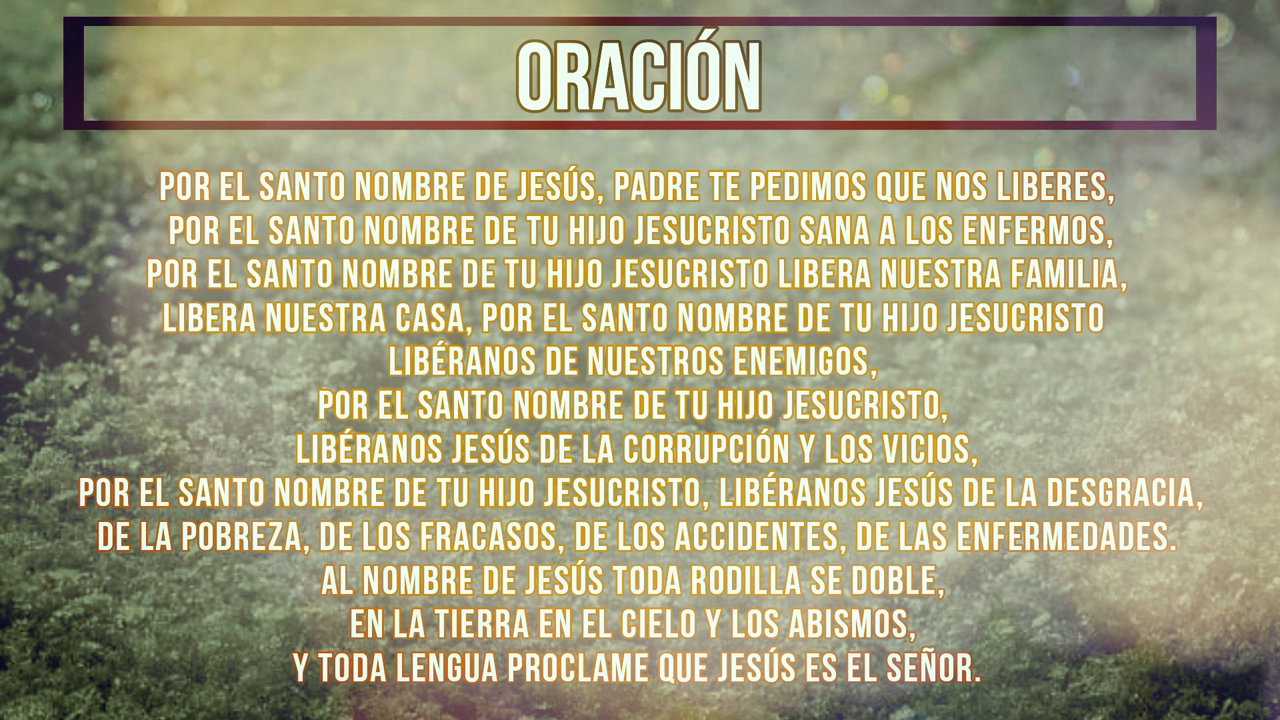 ORACIÓN
POR EL SANTO NOMBRE DE JESÚS, PADRE TE PEDIMOS QUE NOS LIBERES,
POR EL SANTO NOMBRE DE TU HIJO JESUCRISTO SANA A LOS ENFERMOS,
POR EL SANTO NOMBRE DE TU HIJO JESUCRISTO LIBERA NUESTRA FAMILIA,
LIBERA NUESTRA CASA, POR EL SANTO NOMBRE DE TU HIJO JESUCRISTO
LIBÉRANOS DE NUESTROS ENEMIGOS,
POR EL SANTO NOMBRE DE TU HIJO JESUCRISTO,
LIBÉRANOS JESÚS DE LA CORRUPCIÓN Y LOS VICIOS,
POR EL SANTO NOMBRE DE TU HIJO JESUCRISTO, LIBÉRANOS JESÚS DE LA DESGRACIA,
DE LA POBREZA, DE LOS FRACASOS, DE LOS ACCIDENTES, DE LAS ENFERMEDADES.
AL NOMBRE DE JESÚS TODA RODILLA SE DOBLE,
EN LA TIERRA EN EL CIELO Y LOS ABISMOS,
Y TODA LENGUA PROCLAME QUE JESÚS ES EL SEÑOR.